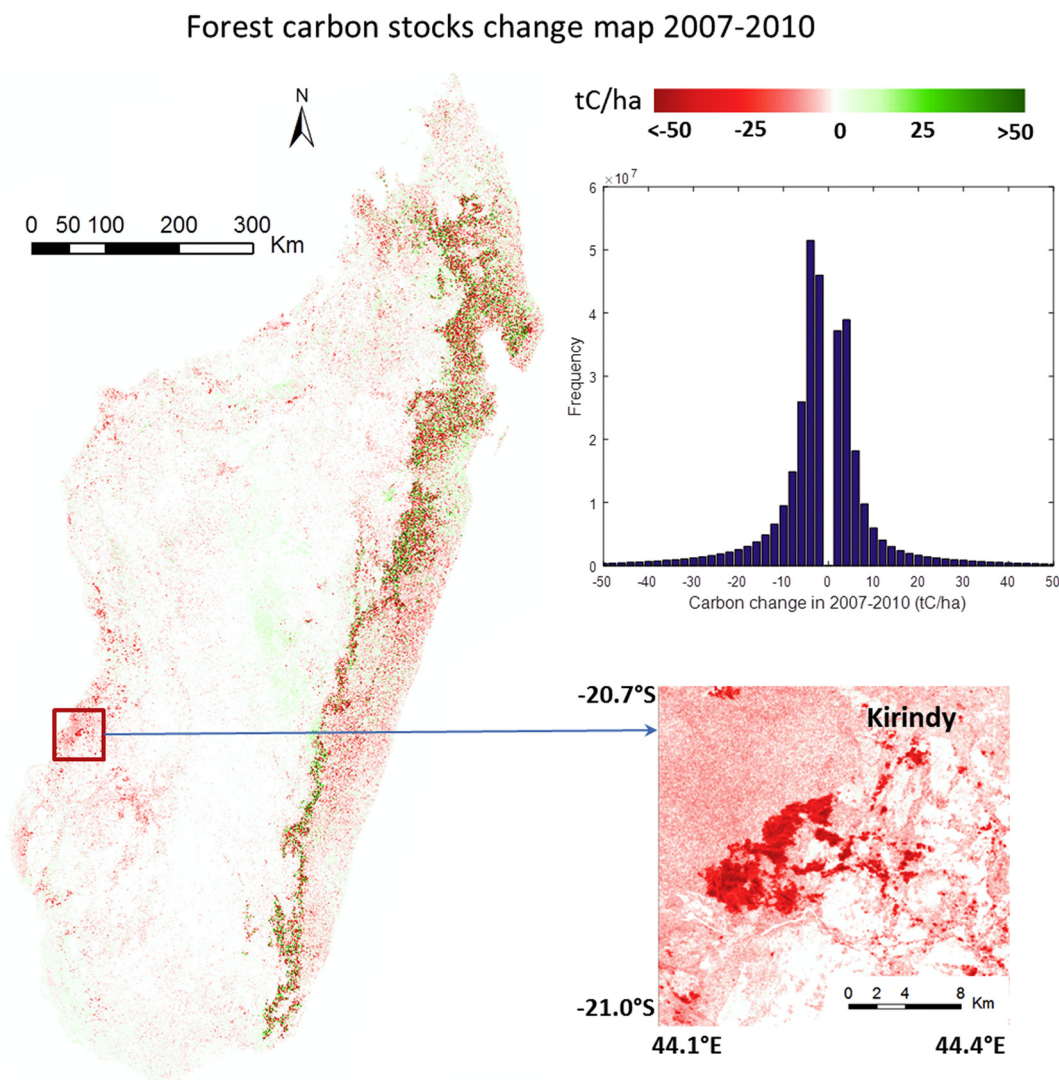 Forest carbon stocks change map 2007-2010
N
tC/ha
<-50 -25 0 25 >50
0 50 100 200 300
Km
×10⁷
6
5
4
3
2
1
0
Frequency
-50 -40 -30 -20 -10 0 10 20 30 40 50
Carbon change in 2007-2010 (tC/ha)
-20.7°S
Kirindy
0 2 4 8
Km
-21.0°S
44.1°E 44.4°E